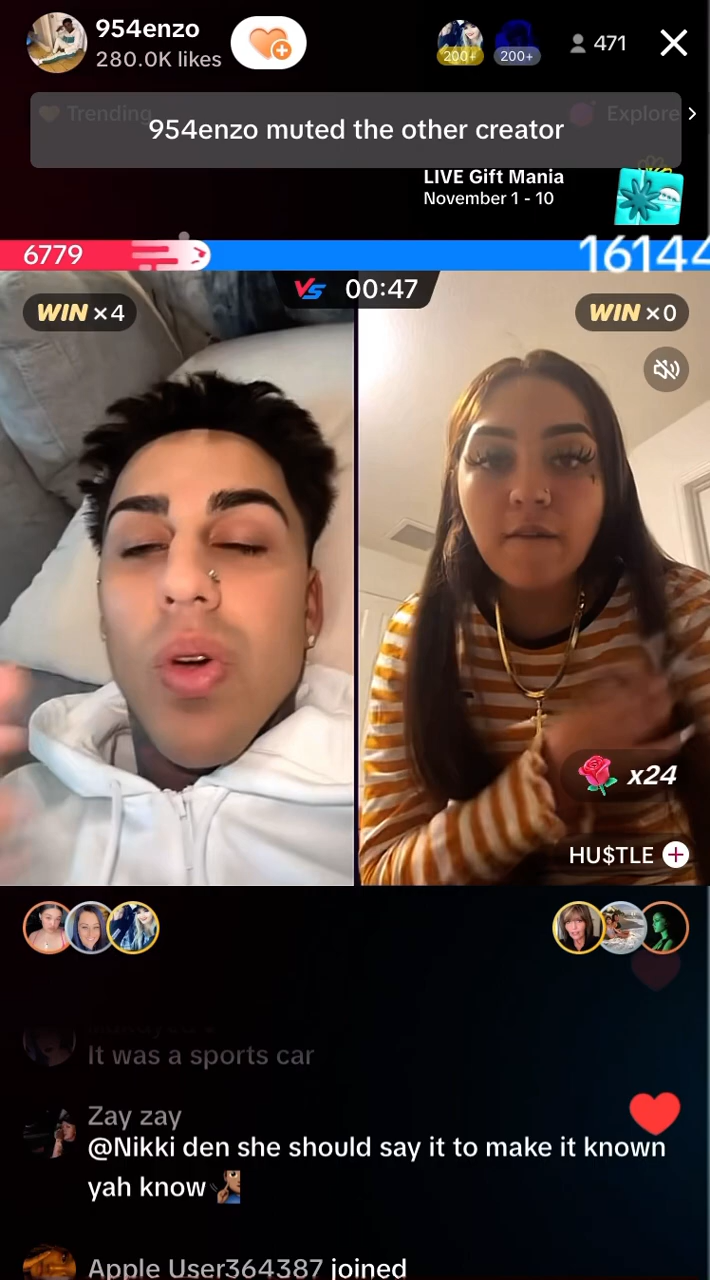 954enzo
280.0K likes
200+
200+
471
Trending
Explore
954enzo muted the other creator
LIVE Gift Mania
November 1 - 10
6779
16144
VS 00:47
WIN ×4
WIN ×0
x24
HU$TLE
It was a sports car
Zay zay
@Nikki den she should say it to make it known
yah know
Apple User364387 joined